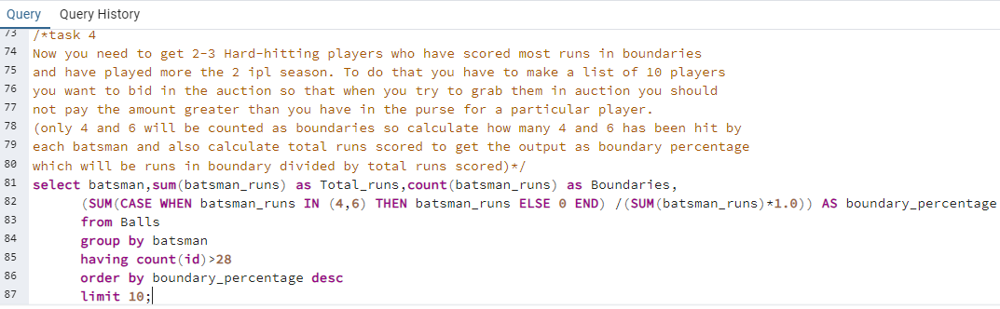 Query Query History
73 /*task 4
74 Now you need to get 2-3 Hard-hitting players who have scored most runs in boundaries
75 and have played more the 2 ipl season. To do that you have to make a list of 10 players
76 you want to bid in the auction so that when you try to grab them in auction you should
77 not pay the amount greater than you have in the purse for a particular player.
78 (only 4 and 6 will be counted as boundaries so calculate how many 4 and 6 has been hit by
79 each batsman and also calculate total runs scored to get the output as boundary percentage
80 which will be runs in boundary divided by total runs scored)*/
81 select batsman,sum(batsman_runs) as Total_runs,count(batsman_runs) as Boundaries,
82 (SUM(CASE WHEN batsman_runs IN (4,6) THEN batsman_runs ELSE 0 END) /(SUM(batsman_runs)*1.0)) AS boundary_percentage
83 from Balls
84 group by batsman
85 having count(id)>28
86 order by boundary_percentage desc
87 limit 10;